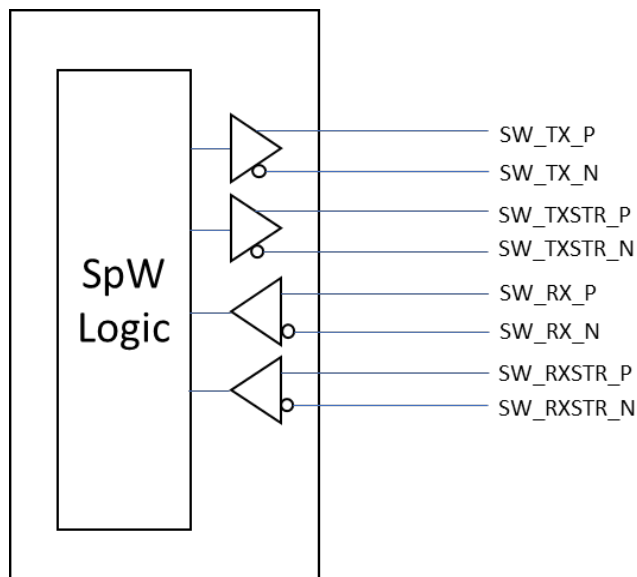 SW_TX_P
SW_TX_N
SW_TXSTR_P
SW_TXSTR_N
SpW
Logic
SW_RX_P
SW_RX_N
SW_RXSTR_P
SW_RXSTR_N